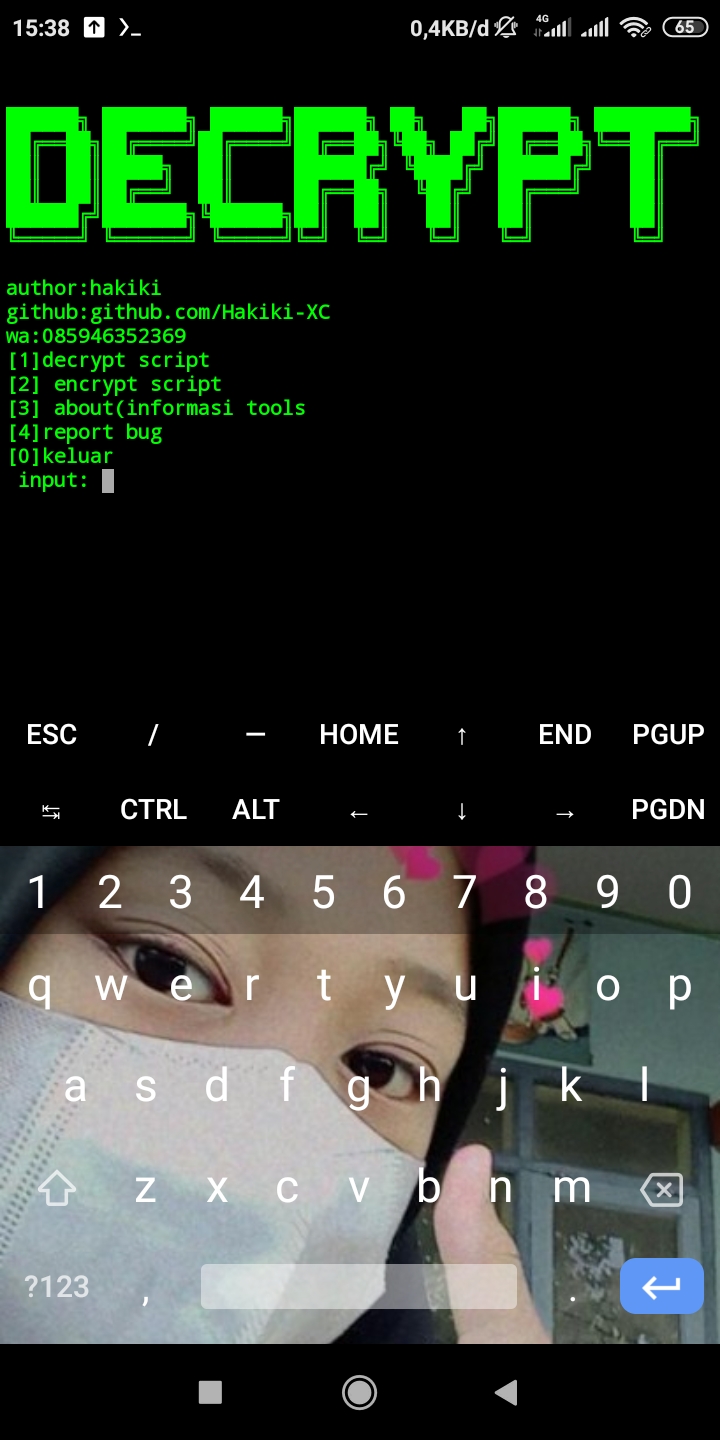 15:38 0,4KB/d 4G 65
DECRYPT
author:hakiki
github:github.com/Hakiki-XC
wa:085946352369
[1]decrypt script
[2] encrypt script
[3] about(informasi tools
[4]report bug
[0]keluar
input:
ESC / — HOME ↑ END PGUP
↹ CTRL ALT ← ↓ → PGDN
1 2 3 4 5 6 7 8 9 0
q w e r t y u i o p
a s d f g h j k l
z x c v b n m
?123 , .